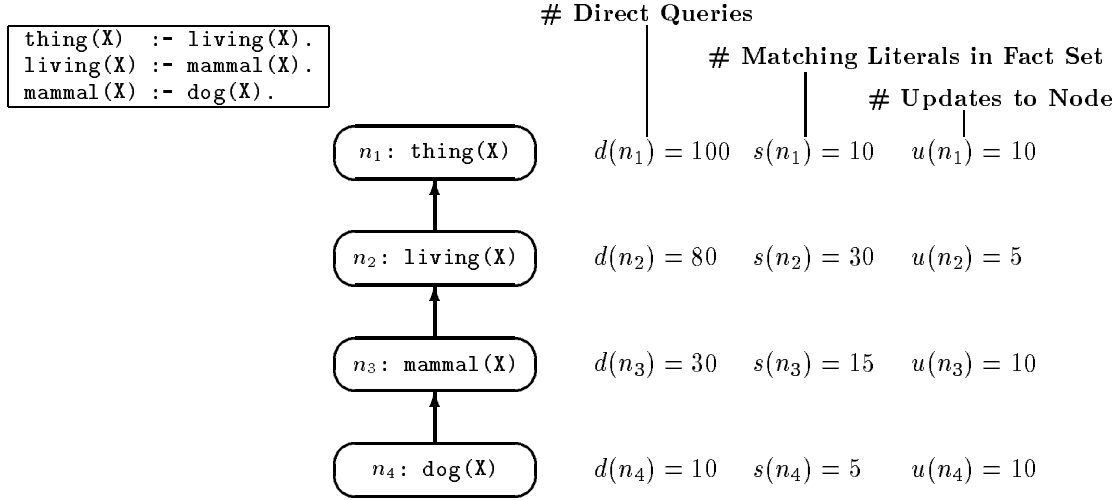 # Direct Queries
thing(X) :- living(X).
living(X) :- mammal(X).
mammal(X) :- dog(X).
# Matching Literals in Fact Set
# Updates to Node
n₁: thing(X) d(n₁) = 100 s(n₁) = 10 u(n₁) = 10
n₂: living(X) d(n₂) = 80 s(n₂) = 30 u(n₂) = 5
n₃: mammal(X) d(n₃) = 30 s(n₃) = 15 u(n₃) = 10
n₄: dog(X) d(n₄) = 10 s(n₄) = 5 u(n₄) = 10